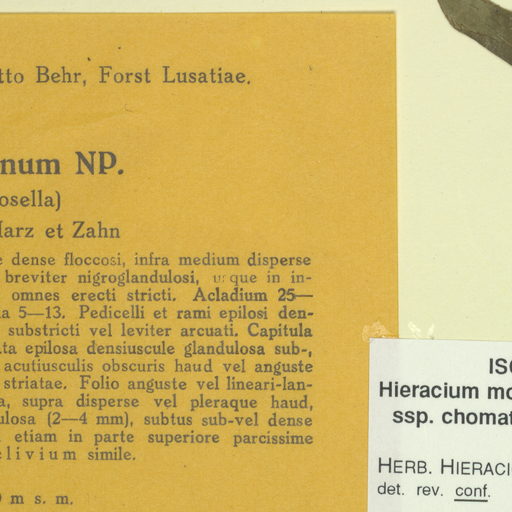 tto Behr, Forst Lusatiae.
num NP.
osella)
Marz et Zahn
e dense floccosi, infra medium disperse
breviter nigroglandulosi, usque in in-
omnes erecti stricti. Acladium 25—
a 5—13. Pedicelli et rami epilosi den-
substricti vel leviter arcuati. Capitula
ta epilosa densiuscule glandulosa sub-,
acutiusculis obscuris haud vel anguste
striatae. Folio anguste vel lineari-lan-
a, supra disperse vel pleraque haud,
ulosa (2—4 mm), subtus sub-vel dense
etiam in parte superiore parcissime
clivium simile.
0 m s. m.
ISO
Hieracium mo
ssp. chomat
HERB. HIERACI
det. rev. conf.